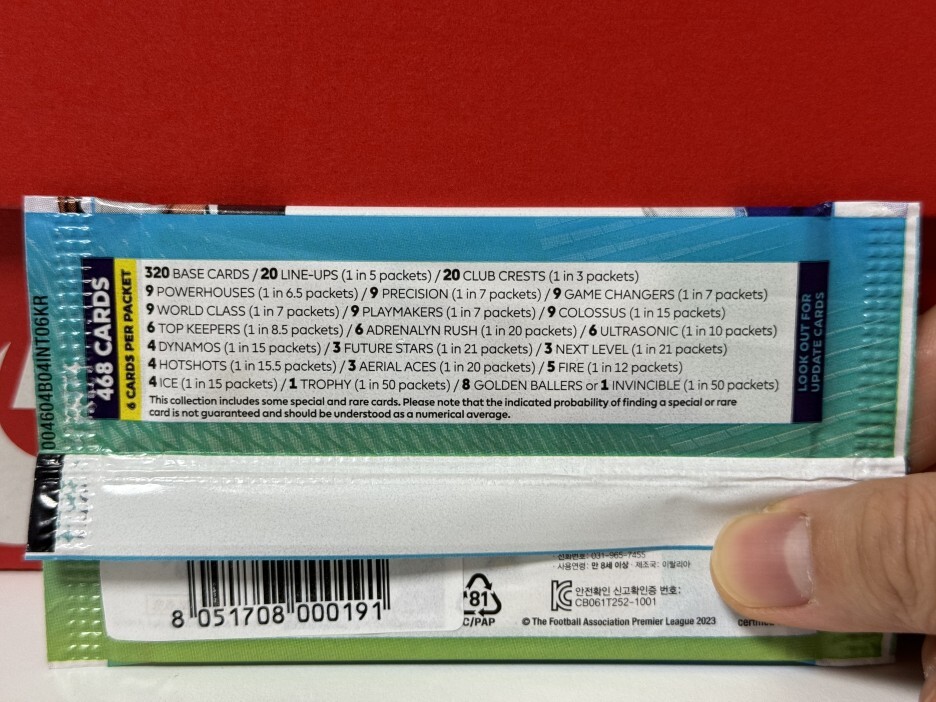 320 BASE CARDS / 20 LINE-UPS (1 in 5 packets) / 20 CLUB CRESTS (1 in 3 packets)
9 POWERHOUSES (1 in 6.5 packets) / 9 PRECISION (1 in 7 packets) / 9 GAME CHANGERS (1 in 7 packets)
9 WORLD CLASS (1 in 7 packets) / 9 PLAYMAKERS (1 in 7 packets) / 9 COLOSSUS (1 in 15 packets)
6 TOP KEEPERS (1 in 8.5 packets) / 6 ADRENALYN RUSH (1 in 20 packets) / 6 ULTRASONIC (1 in 10 packets)
4 DYNAMOS (1 in 15 packets) / 3 FUTURE STARS (1 in 21 packets) / 3 NEXT LEVEL (1 in 21 packets)
4 HOTSHOTS (1 in 15.5 packets) / 3 AERIAL ACES (1 in 20 packets) / 5 FIRE (1 in 12 packets)
4 ICE (1 in 15 packets) / 1 TROPHY (1 in 50 packets) / 8 GOLDEN BALLERS or 1 INVINCIBLE (1 in 50 packets)
This collection includes some special and rare cards. Please note that the indicated probability of finding a special or rare
card is not guaranteed and should be understood as a numerical average.
468 CARDS
6 CARDS PER PACKET
LOOK OUT FOR
UPDATE CARDS
004604B04INT06KR
· 전화번호: 031-965-7455
· 사용연령: 만 8세 이상 · 제조국: 이탈리아
안전확인 신고확인증 번호:
CB061T252-1001
81
C/PAP
8 051708 000191
© The Football Association Premier League 2023